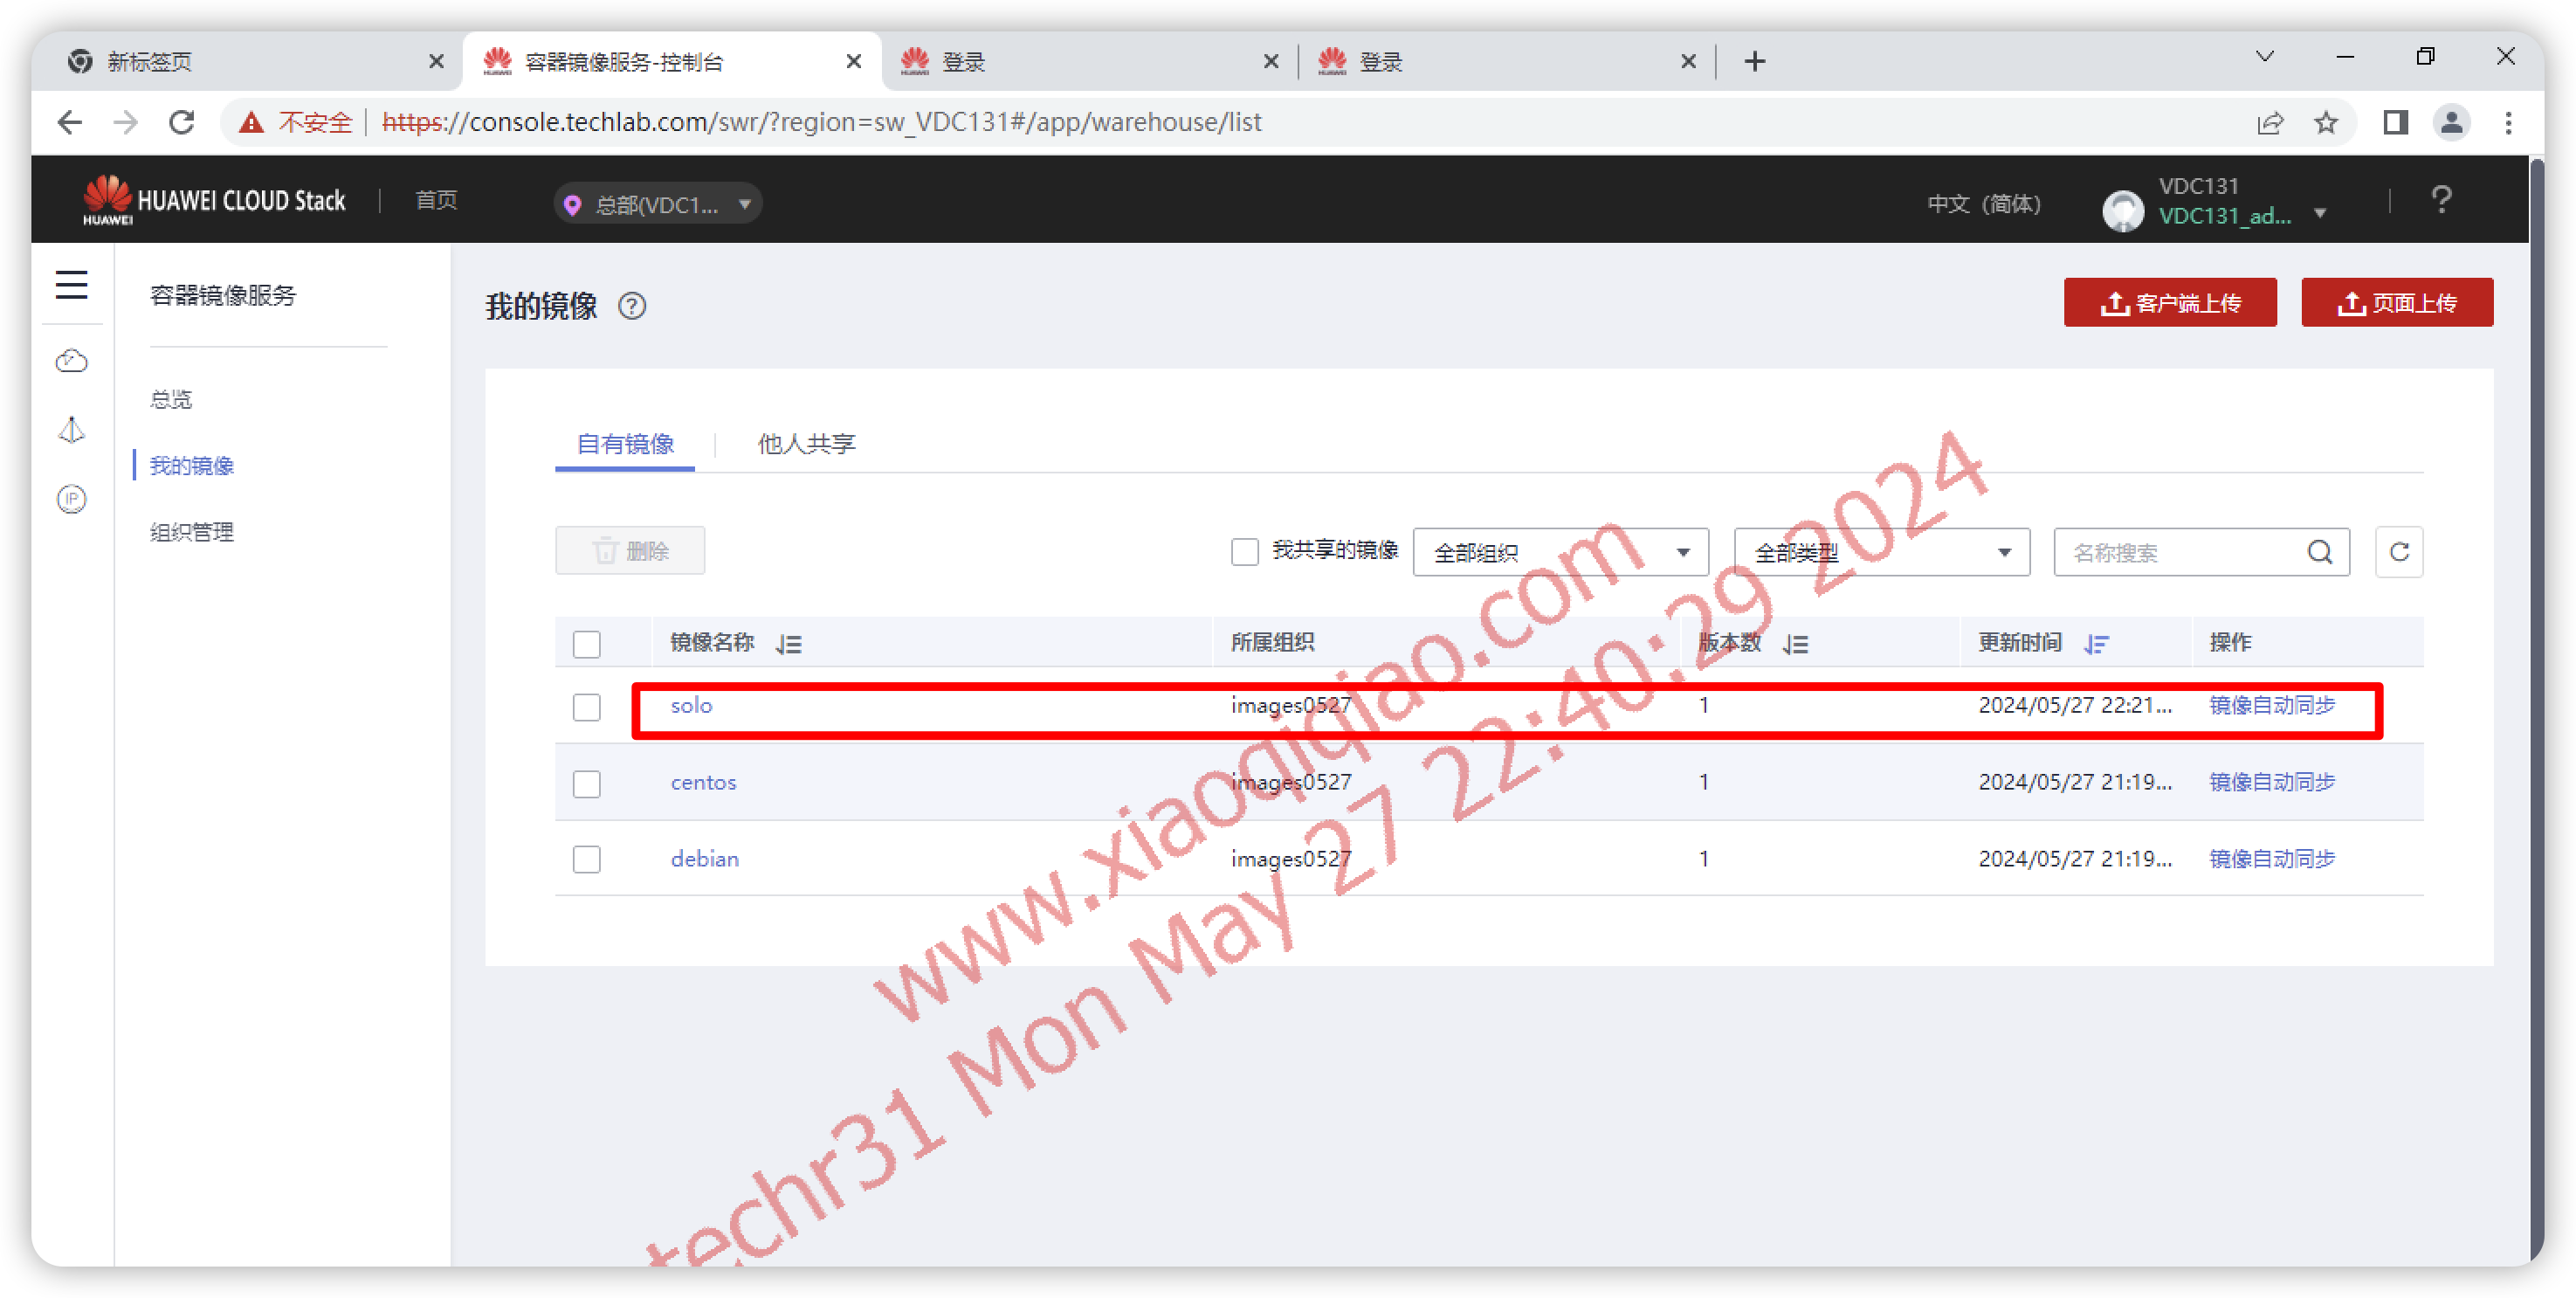 新标签页
容器镜像服务-控制台
登录
登录
不安全
https://console.techlab.com/swr/?region=sw_VDC131#/app/warehouse/list
HUAWEI
HUAWEI CLOUD Stack
首页
总部(VDC1...
中文（简体）
VDC131
VDC131_ad...
容器镜像服务
总览
我的镜像
组织管理
我的镜像
客户端上传
页面上传
自有镜像
他人共享
删除
我共享的镜像
全部组织
全部类型
名称搜索
镜像名称 所属组织 版本数 更新时间 操作
solo images0527 1 2024/05/27 22:21... 镜像自动同步
centos images0527 1 2024/05/27 21:19... 镜像自动同步
debian images0527 1 2024/05/27 21:19... 镜像自动同步
www.xiaoqiqiao.com
techr31 Mon May 27 22:40:29 2024